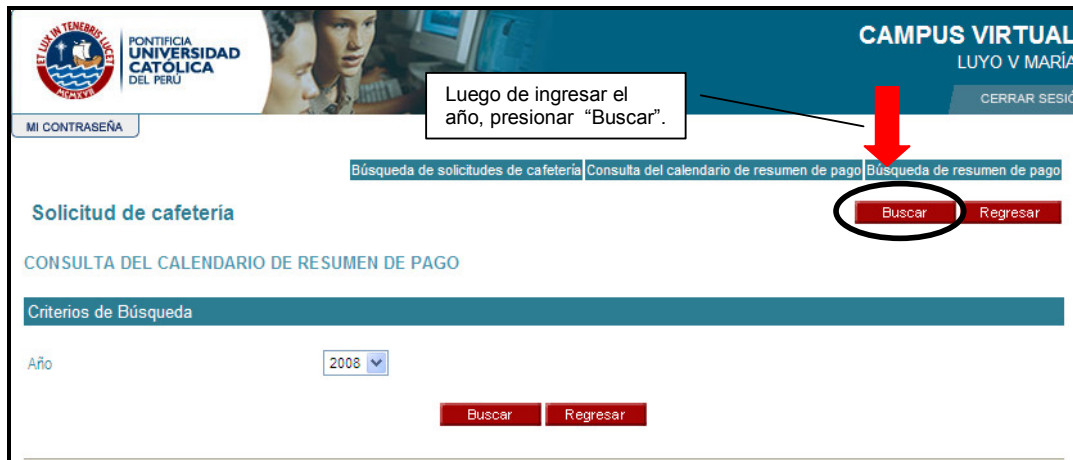 ET LUX IN TENEBRIS LUCET
MCMXVII
PONTIFICIA
UNIVERSIDAD
CATÓLICA
DEL PERÚ
CAMPUS VIRTUAL
LUYO V MARÍA
CERRAR SESIÓ
MI CONTRASEÑA
Luego de ingresar el
año, presionar “Buscar”.
Búsqueda de solicitudes de cafetería Consulta del calendario de resumen de pago Búsqueda de resumen de pago
Solicitud de cafetería
Buscar Regresar
CONSULTA DEL CALENDARIO DE RESUMEN DE PAGO
Criterios de Búsqueda
Año 2008
Buscar Regresar